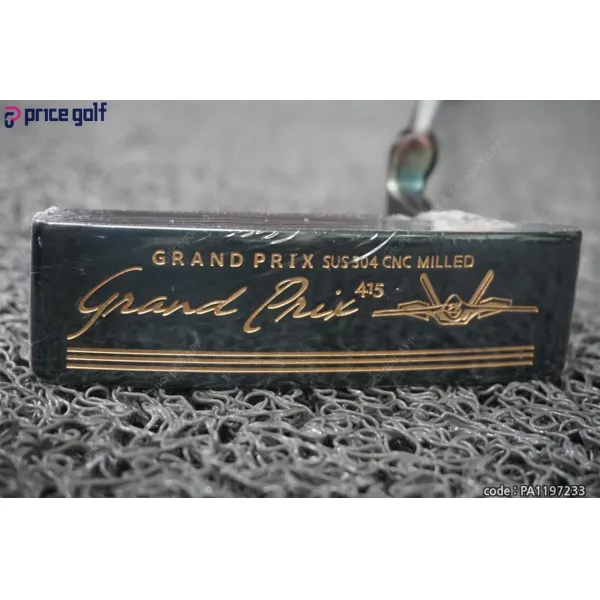 price golf
GRAND PRIX SUS 304 CNC MILLED
Grand Prix 415
code : PA1197233